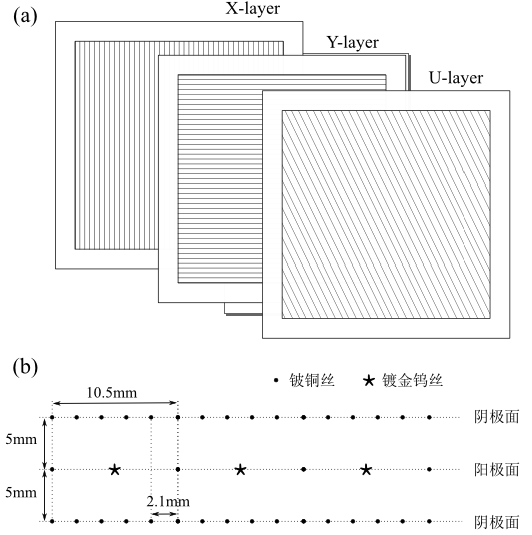 (a)
X-layer
Y-layer
U-layer
(b)
铍铜丝 镀金钨丝
10.5mm
阴极面
5mm
阳极面
5mm
2.1mm
阴极面